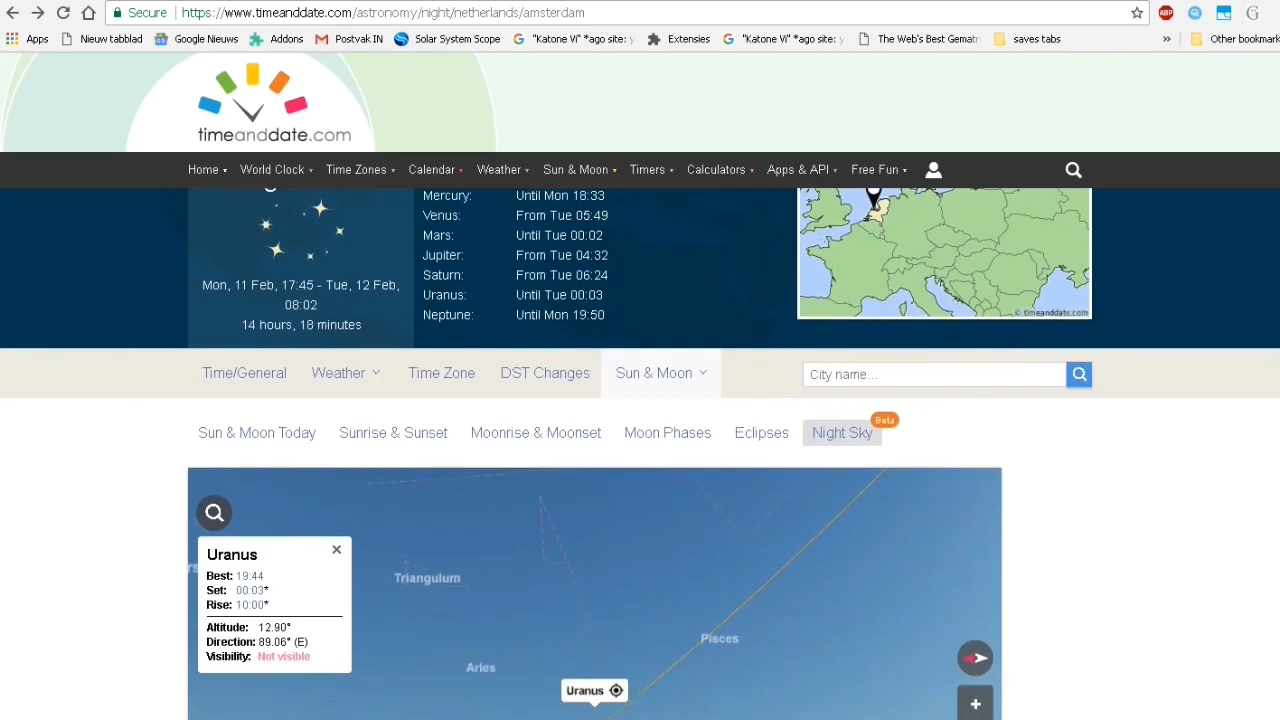 Secure
https://www.timeanddate.com/astronomy/night/netherlands/amsterdam
ABP
Apps
Nieuw tabblad
Google Nieuws
Addons
Postvak IN
Solar System Scope
"Katone Vi" *ago site: y
Extension
"Katone Vi" *ago site: y
The Web's Best Gematr
saves tabs
»
Other bookmark
timeanddate.com
Home
World Clock
Time Zones
Calendar
Weather
Sun & Moon
Timers
Calculators
Apps & API
Free Fun
Mercury: Until Mon 18:33
Venus: From Tue 05:49
Mars: Until Tue 00:02
Jupiter: From Tue 04:32
Saturn: From Tue 06:24
Uranus: Until Tue 00:03
Neptune: Until Mon 19:50
Mon, 11 Feb, 17:45 - Tue, 12 Feb,
08:02
14 hours, 18 minutes
© timeanddate.com
Time/General
Weather
Time Zone
DST Changes
Sun & Moon
City name...
Sun & Moon Today
Sunrise & Sunset
Moonrise & Moonset
Moon Phases
Eclipses
Night Sky
Beta
Uranus
Best: 19:44
Set: 00:03*
Rise: 10:00*
Altitude: 12.90°
Direction: 89.06° (E)
Visibility: Not visible
Triangulum
Pisces
Aries
Uranus